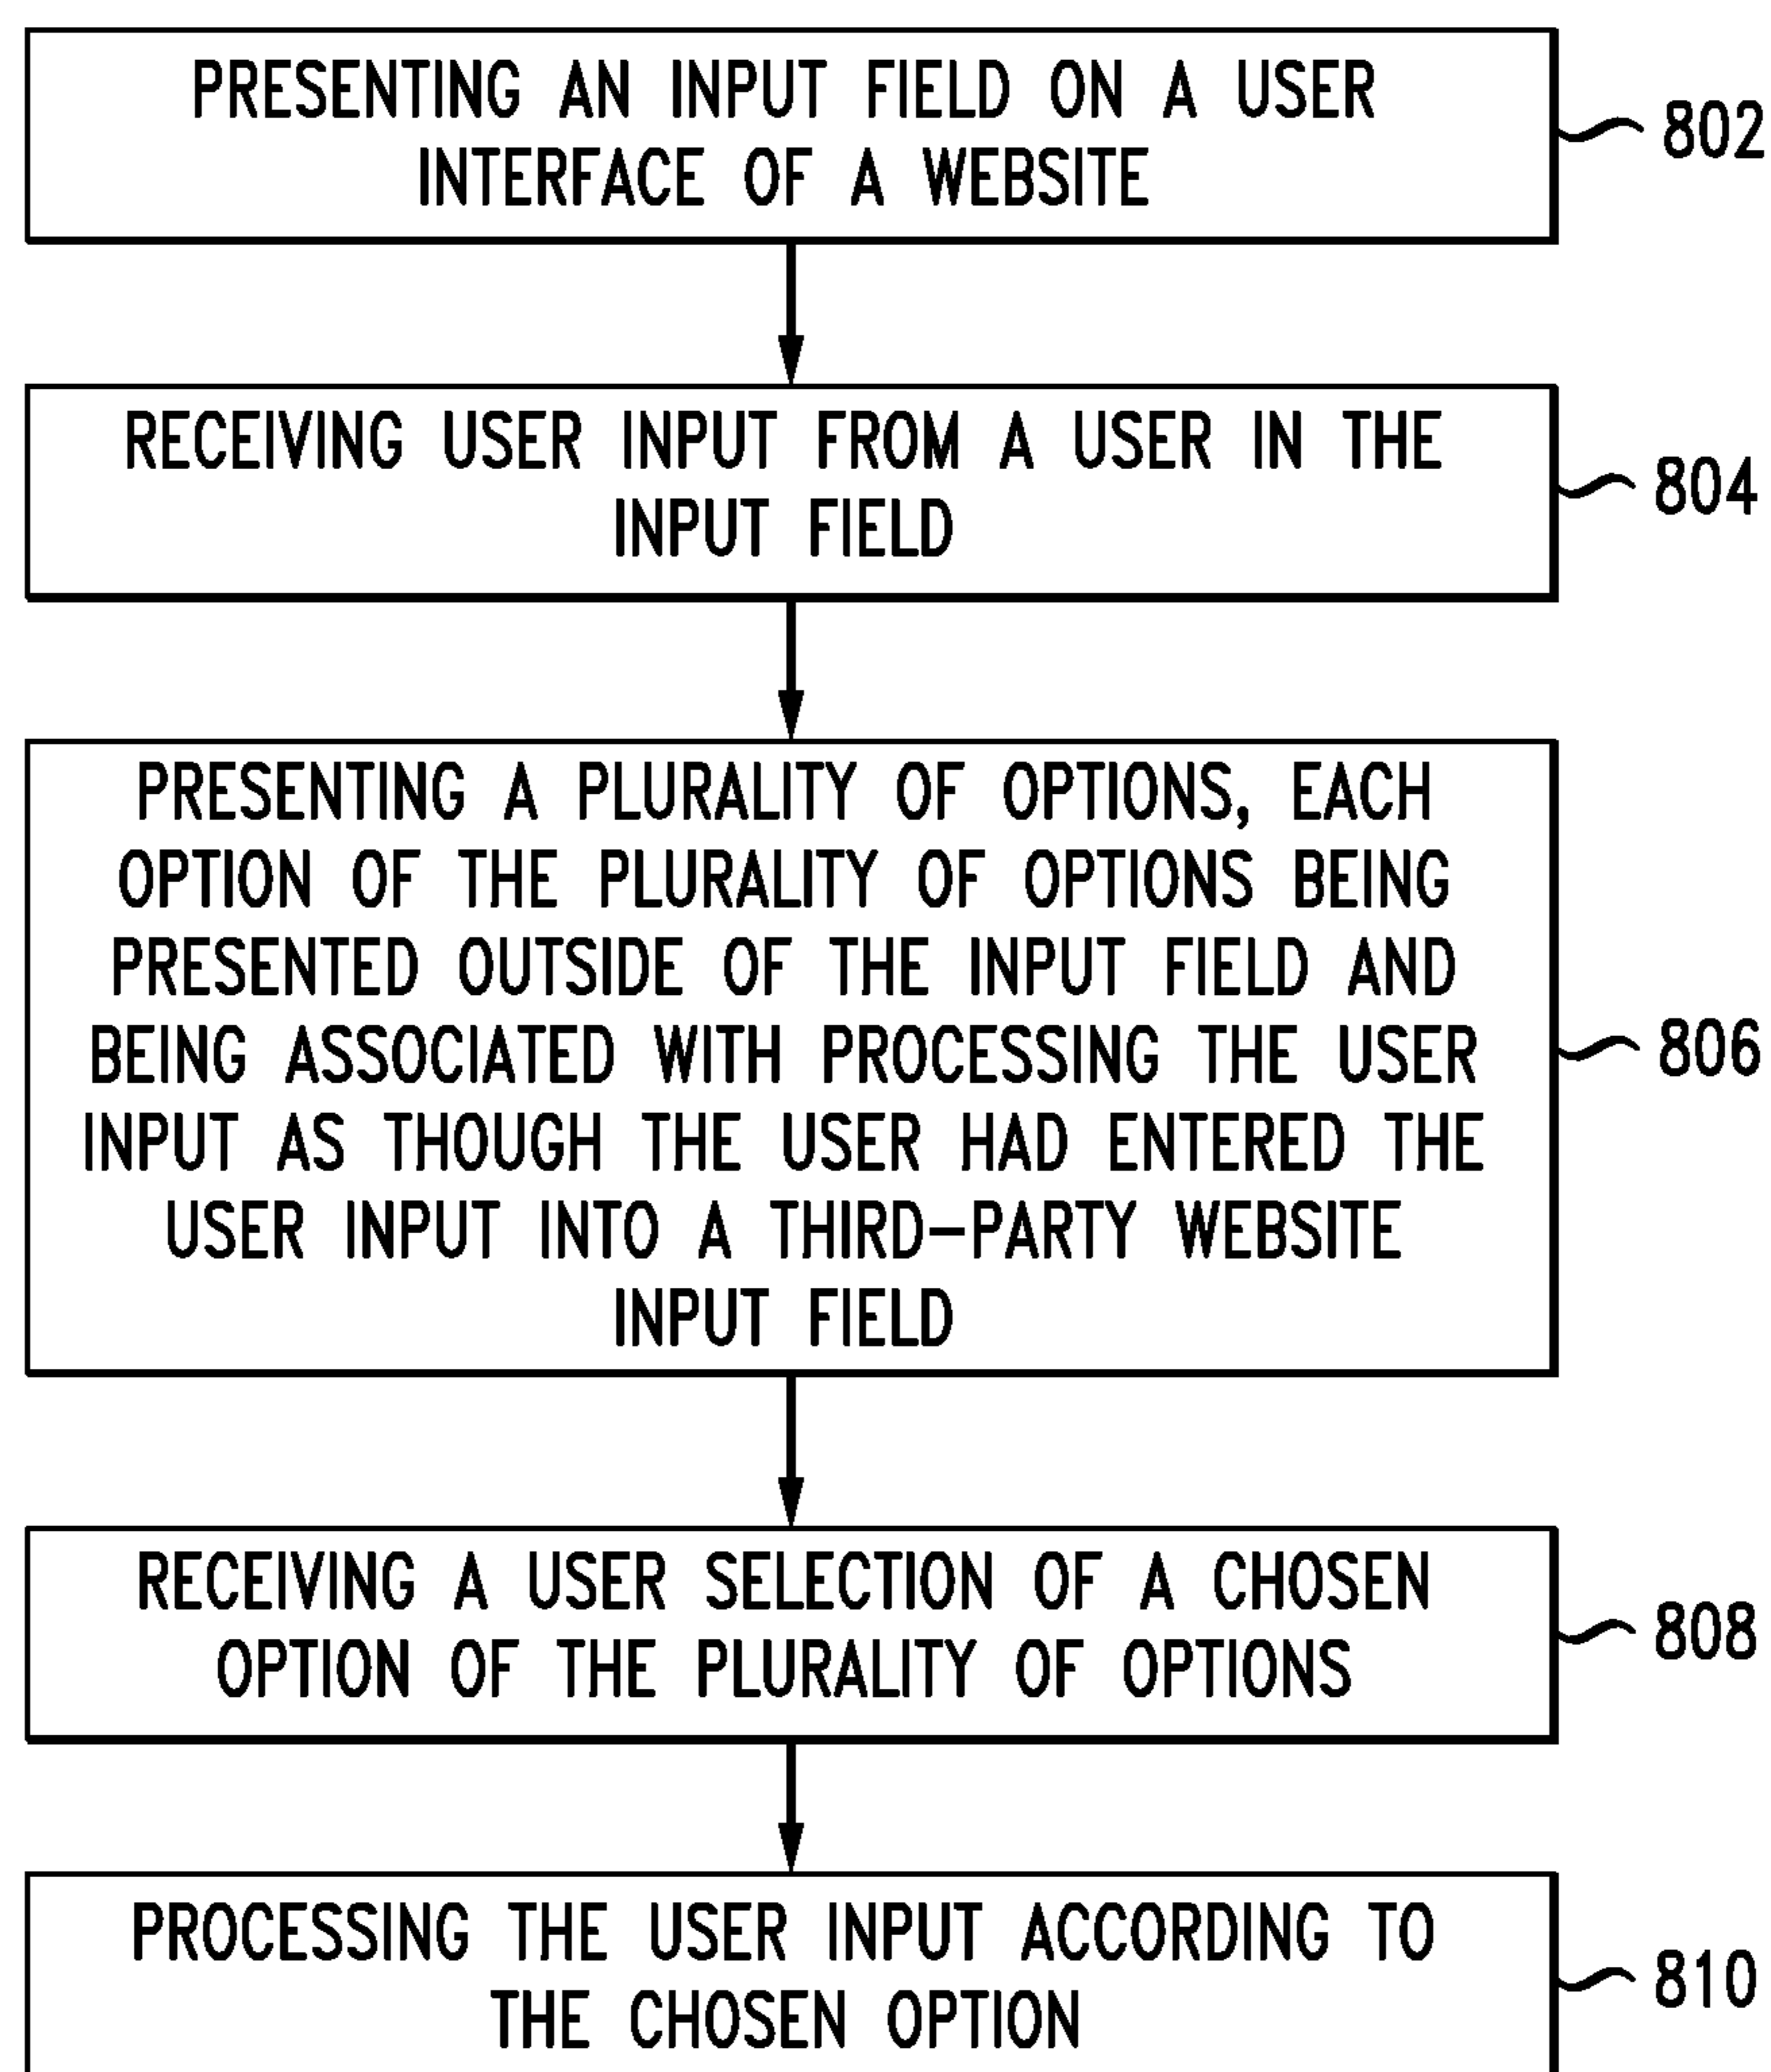 PRESENTING AN INPUT FIELD ON A USER
INTERFACE OF A WEBSITE
802
RECEIVING USER INPUT FROM A USER IN THE
INPUT FIELD
804
PRESENTING A PLURALITY OF OPTIONS, EACH
OPTION OF THE PLURALITY OF OPTIONS BEING
PRESENTED OUTSIDE OF THE INPUT FIELD AND
BEING ASSOCIATED WITH PROCESSING THE USER
INPUT AS THOUGH THE USER HAD ENTERED THE
USER INPUT INTO A THIRD-PARTY WEBSITE
INPUT FIELD
806
RECEIVING A USER SELECTION OF A CHOSEN
OPTION OF THE PLURALITY OF OPTIONS
808
PROCESSING THE USER INPUT ACCORDING TO
THE CHOSEN OPTION
810